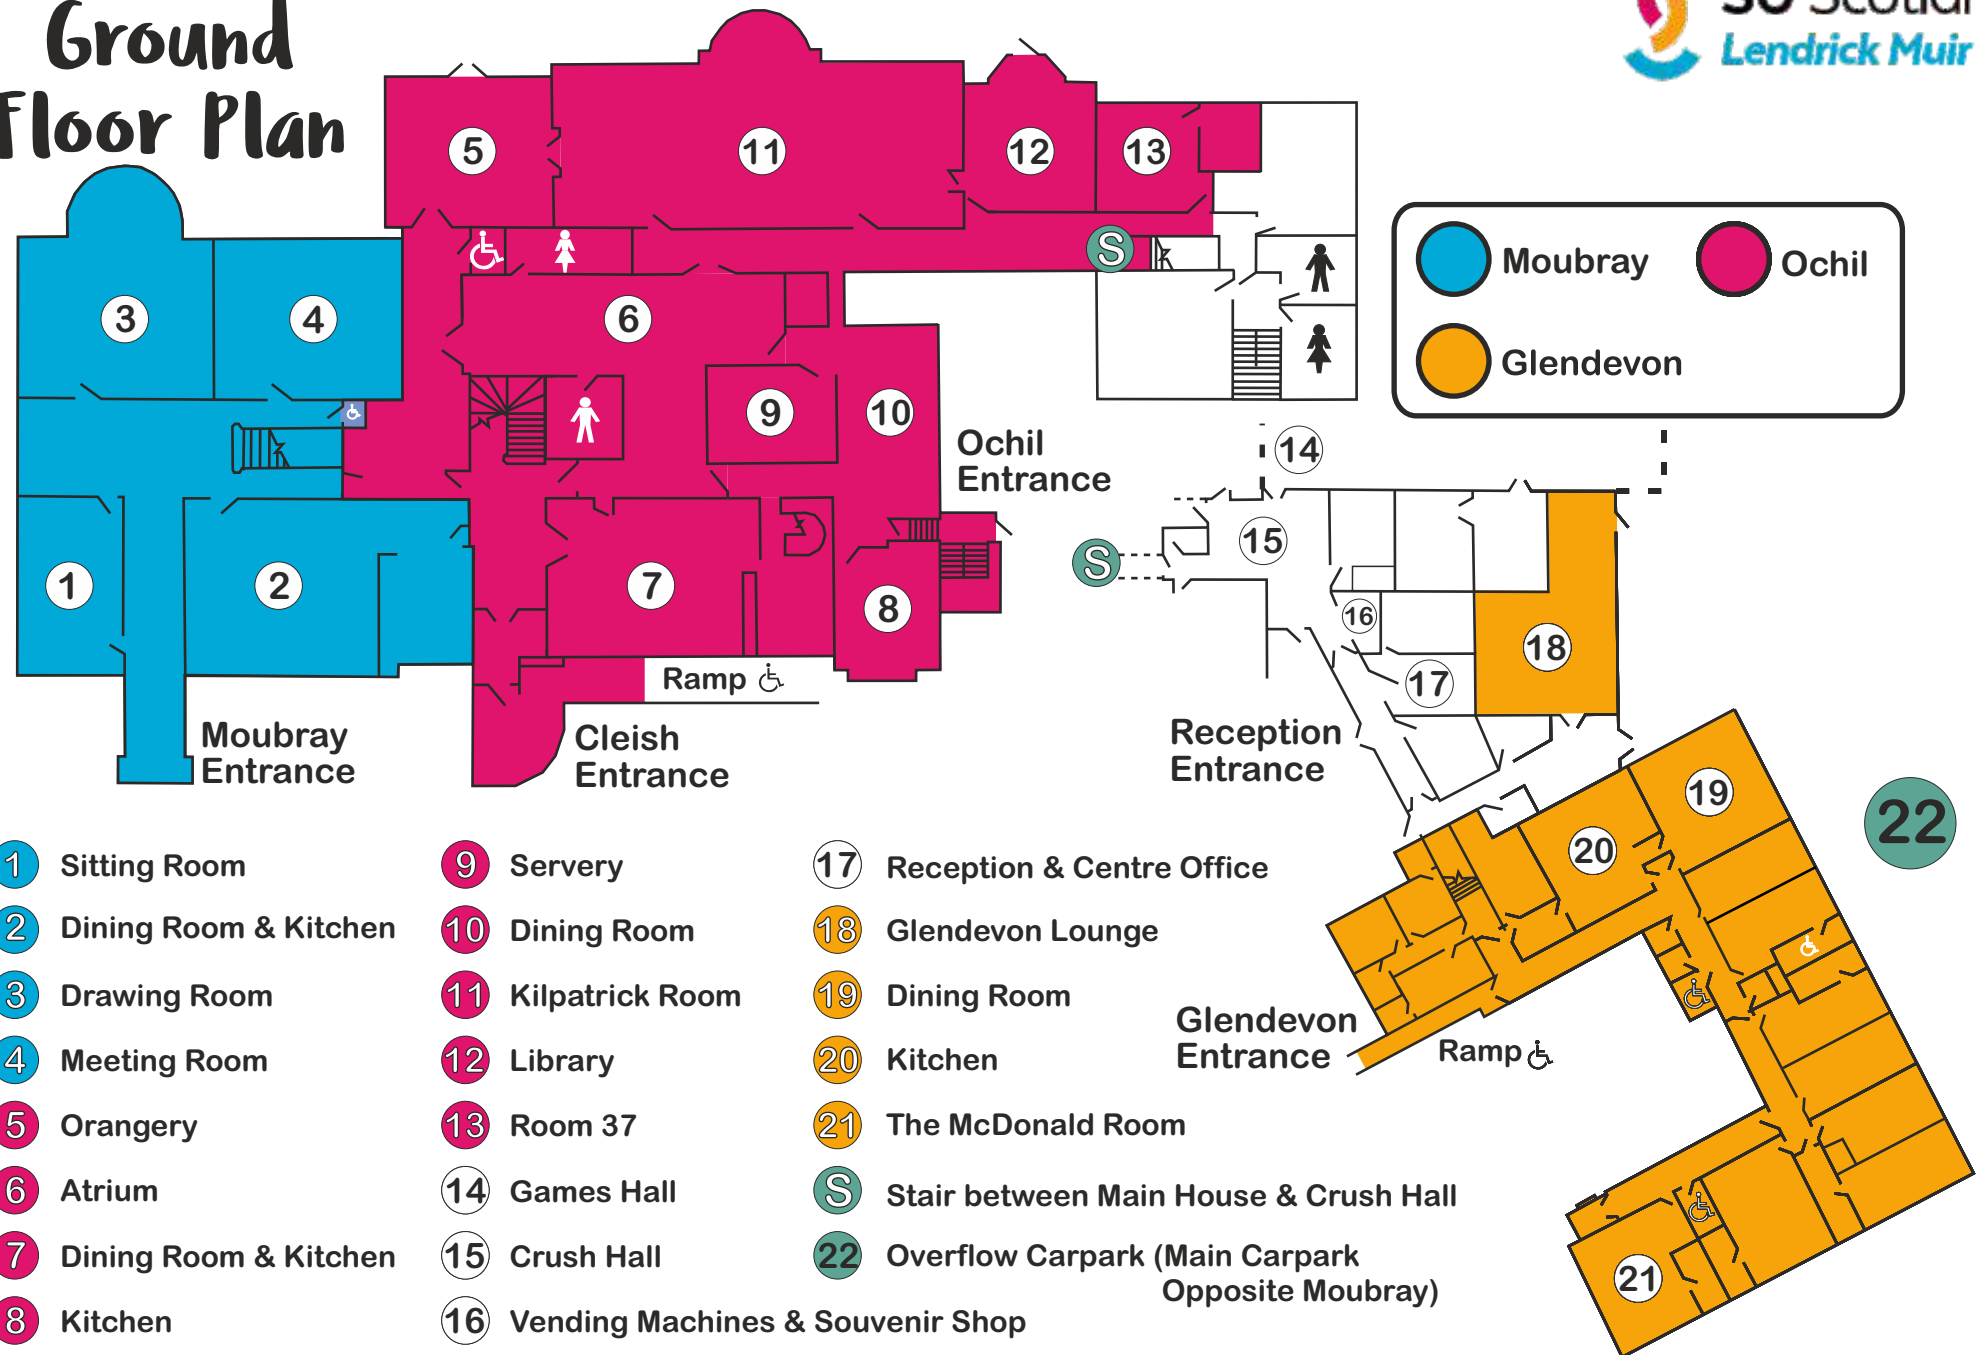 Ground
Floor Plan
Lendrick Muir
5
11
12
13
3
4
6
9
10
1
2
7
8
S
Moubray
Ochil
Glendevon
Ochil
Entrance
14
15
S
16
17
18
Ramp
Moubray
Entrance
Cleish
Entrance
Reception
Entrance
19
20
22
Glendevon
Entrance
Ramp
21
1 Sitting Room
2 Dining Room & Kitchen
3 Drawing Room
4 Meeting Room
5 Orangery
6 Atrium
7 Dining Room & Kitchen
8 Kitchen
9 Servery
10 Dining Room
11 Kilpatrick Room
12 Library
13 Room 37
14 Games Hall
15 Crush Hall
16 Vending Machines & Souvenir Shop
17 Reception & Centre Office
18 Glendevon Lounge
19 Dining Room
20 Kitchen
21 The McDonald Room
S Stair between Main House & Crush Hall
22 Overflow Carpark (Main Carpark
Opposite Moubray)